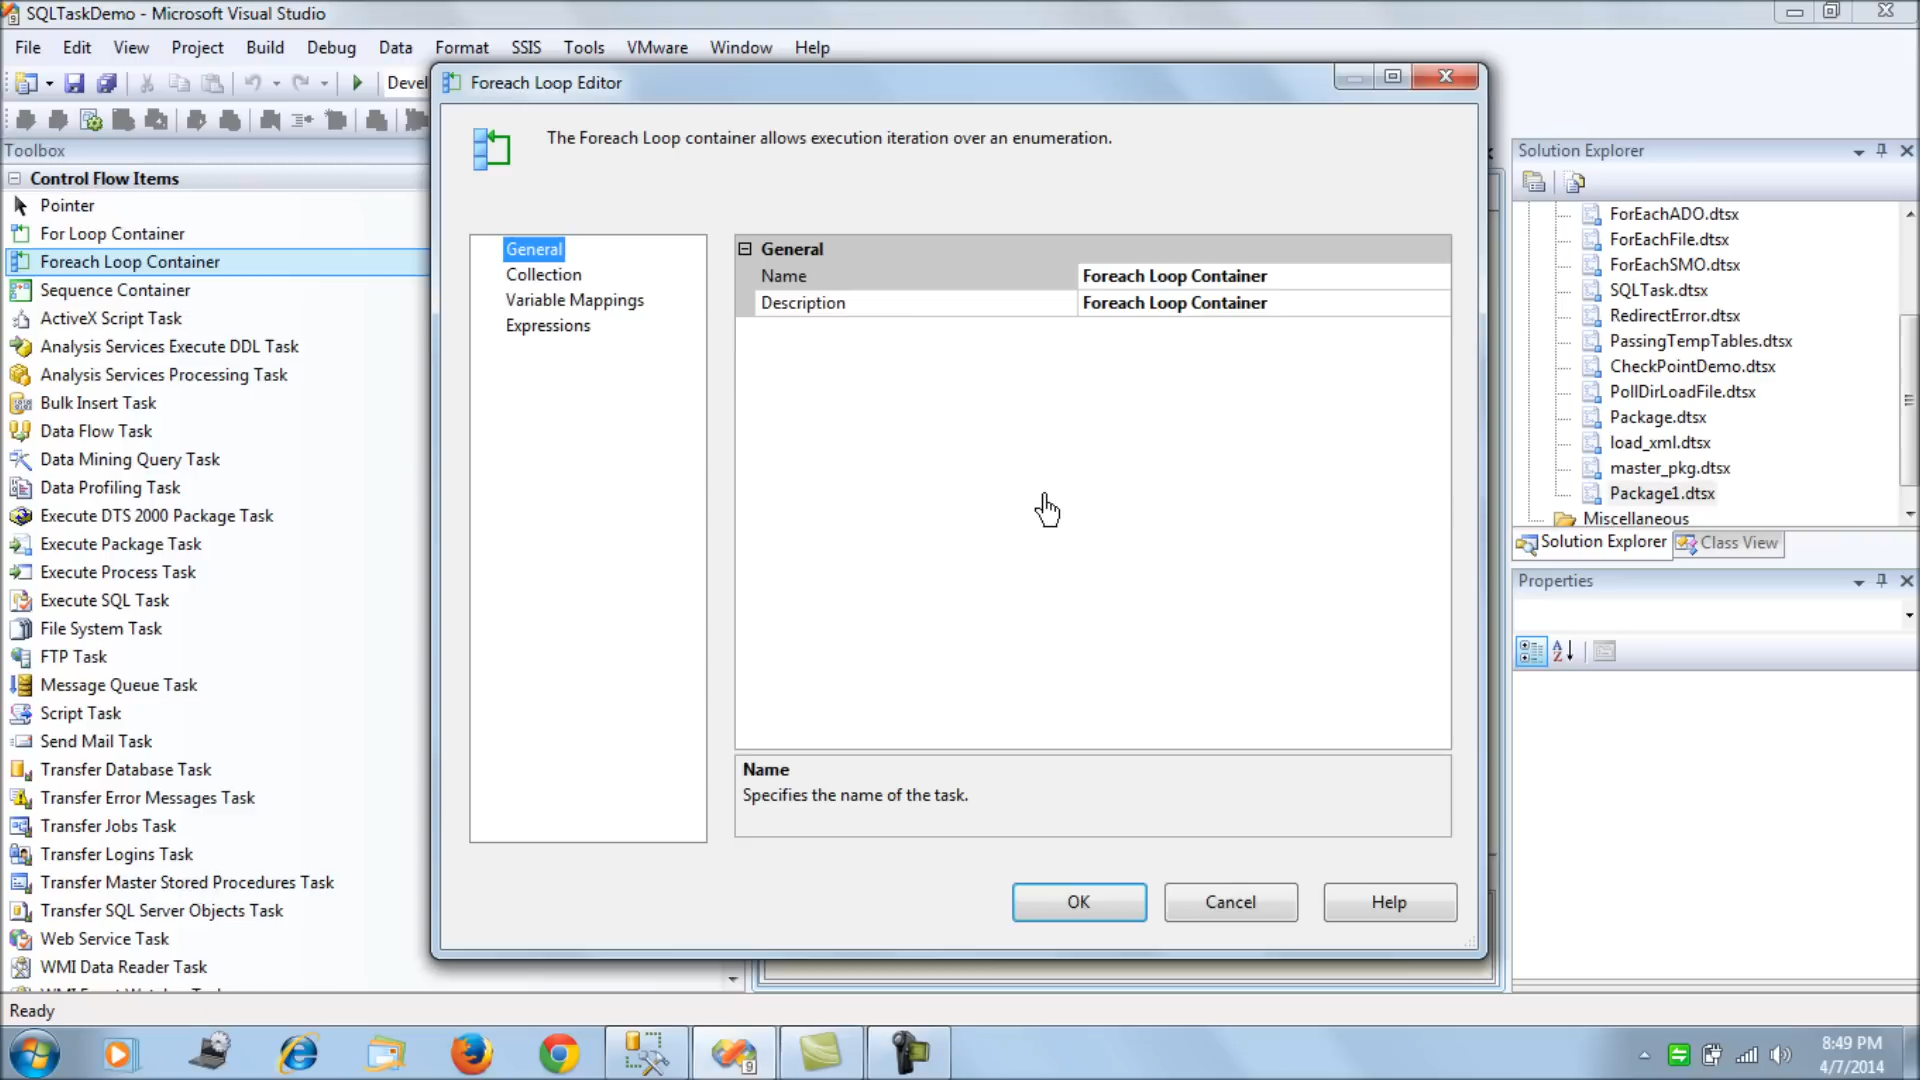 SQLTaskDemo - Microsoft Visual Studio
File Edit View Project Build Debug Data Format SSIS Tools VMware Window Help
Devel
Toolbox
Control Flow Items
Pointer
For Loop Container
Foreach Loop Container
Sequence Container
ActiveX Script Task
Analysis Services Execute DDL Task
Analysis Services Processing Task
Bulk Insert Task
Data Flow Task
Data Mining Query Task
Data Profiling Task
Execute DTS 2000 Package Task
Execute Package Task
Execute Process Task
Execute SQL Task
File System Task
FTP Task
Message Queue Task
Script Task
Send Mail Task
Transfer Database Task
Transfer Error Messages Task
Transfer Jobs Task
Transfer Logins Task
Transfer Master Stored Procedures Task
Transfer SQL Server Objects Task
Web Service Task
WMI Data Reader Task
Foreach Loop Editor
The Foreach Loop container allows execution iteration over an enumeration.
General
Collection
Variable Mappings
Expressions
General
Name Foreach Loop Container
Description Foreach Loop Container
Name
Specifies the name of the task.
OK Cancel Help
Solution Explorer
ForEachADO.dtsx
ForEachFile.dtsx
ForEachSMO.dtsx
SQLTask.dtsx
RedirectError.dtsx
PassingTempTables.dtsx
CheckPointDemo.dtsx
PollDirLoadFile.dtsx
Package.dtsx
load_xml.dtsx
master_pkg.dtsx
Package1.dtsx
Miscellaneous
Solution Explorer Class View
Properties
Ready
8:49 PM
4/7/2014